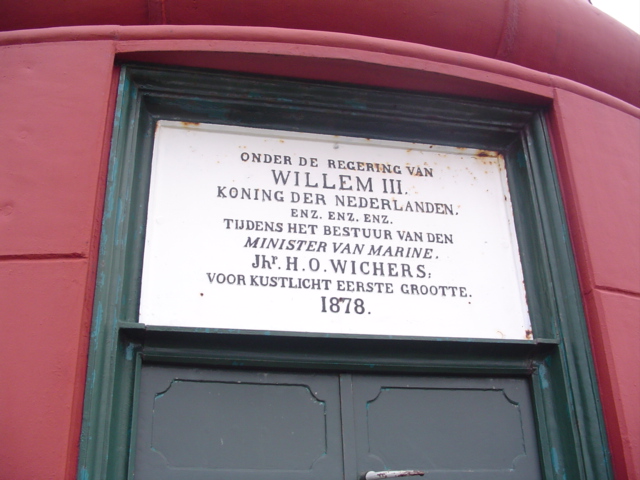 ONDER DE REGERING VAN
WILLEM III.
KONING DER NEDERLANDEN.
ENZ. ENZ. ENZ.
TIJDENS HET BESTUUR VAN DEN
MINISTER VAN MARINE.
Jhr. H.O. WICHERS;
VOOR KUSTLICHT EERSTE GROOTTE.
1878.